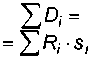 ∑ Dᵢ =
= ∑ Rᵢ · sᵢ